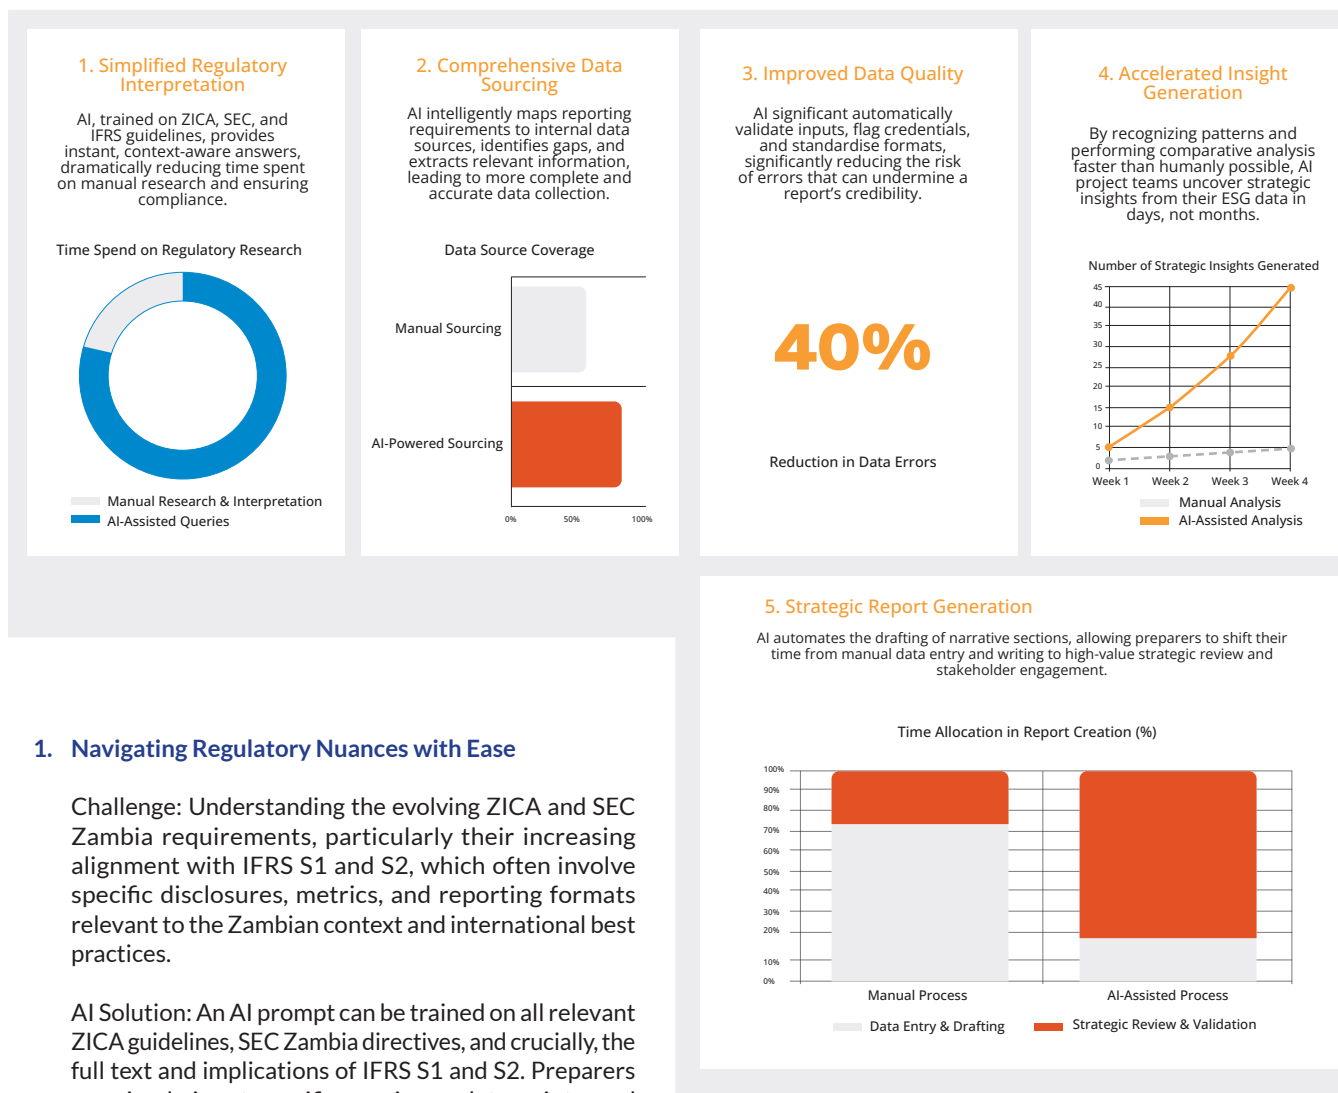 1. Simplified Regulatory
Interpretation
AI, trained on ZICA, SEC, and
IFRS guidelines, provides
instant, context-aware answers,
dramatically reducing time spent
on manual research and ensuring
compliance.
Time Spend on Regulatory Research
Manual Research & Interpretation
AI-Assisted Queries
2. Comprehensive Data
Sourcing
AI intelligently maps reporting
requirements to internal data
sources, identifies gaps, and
extracts relevant information,
leading to more complete and
accurate data collection.
Data Source Coverage
Manual Sourcing
AI-Powered Sourcing
0% 50% 100%
3. Improved Data Quality
AI significant automatically
validate inputs, flag credentials,
and standardise formats,
significantly reducing the risk
of errors that can undermine a
report's credibility.
40%
Reduction in Data Errors
4. Accelerated Insight
Generation
By recognizing patterns and
performing comparative analysis
faster than humanly possible, AI
project teams uncover strategic
insights from their ESG data in
days, not months.
Number of Strategic Insights Generated
45
40
35
30
25
20
15
10
5
0
Week 1 Week 2 Week 3 Week 4
Manual Analysis
AI-Assisted Analysis
5. Strategic Report Generation
AI automates the drafting of narrative sections, allowing preparers to shift their
time from manual data entry and writing to high-value strategic review and
stakeholder engagement.
Time Allocation in Report Creation (%)
100%
90%
80%
70%
60%
50%
40%
30%
20%
10%
0%
Manual Process AI-Assisted Process
Data Entry & Drafting Strategic Review & Validation
1. Navigating Regulatory Nuances with Ease
Challenge: Understanding the evolving ZICA and SEC
Zambia requirements, particularly their increasing
alignment with IFRS S1 and S2, which often involve
specific disclosures, metrics, and reporting formats
relevant to the Zambian context and international best
practices.
AI Solution: An AI prompt can be trained on all relevant
ZICA guidelines, SEC Zambia directives, and crucially, the
full text and implications of IFRS S1 and S2. Preparers